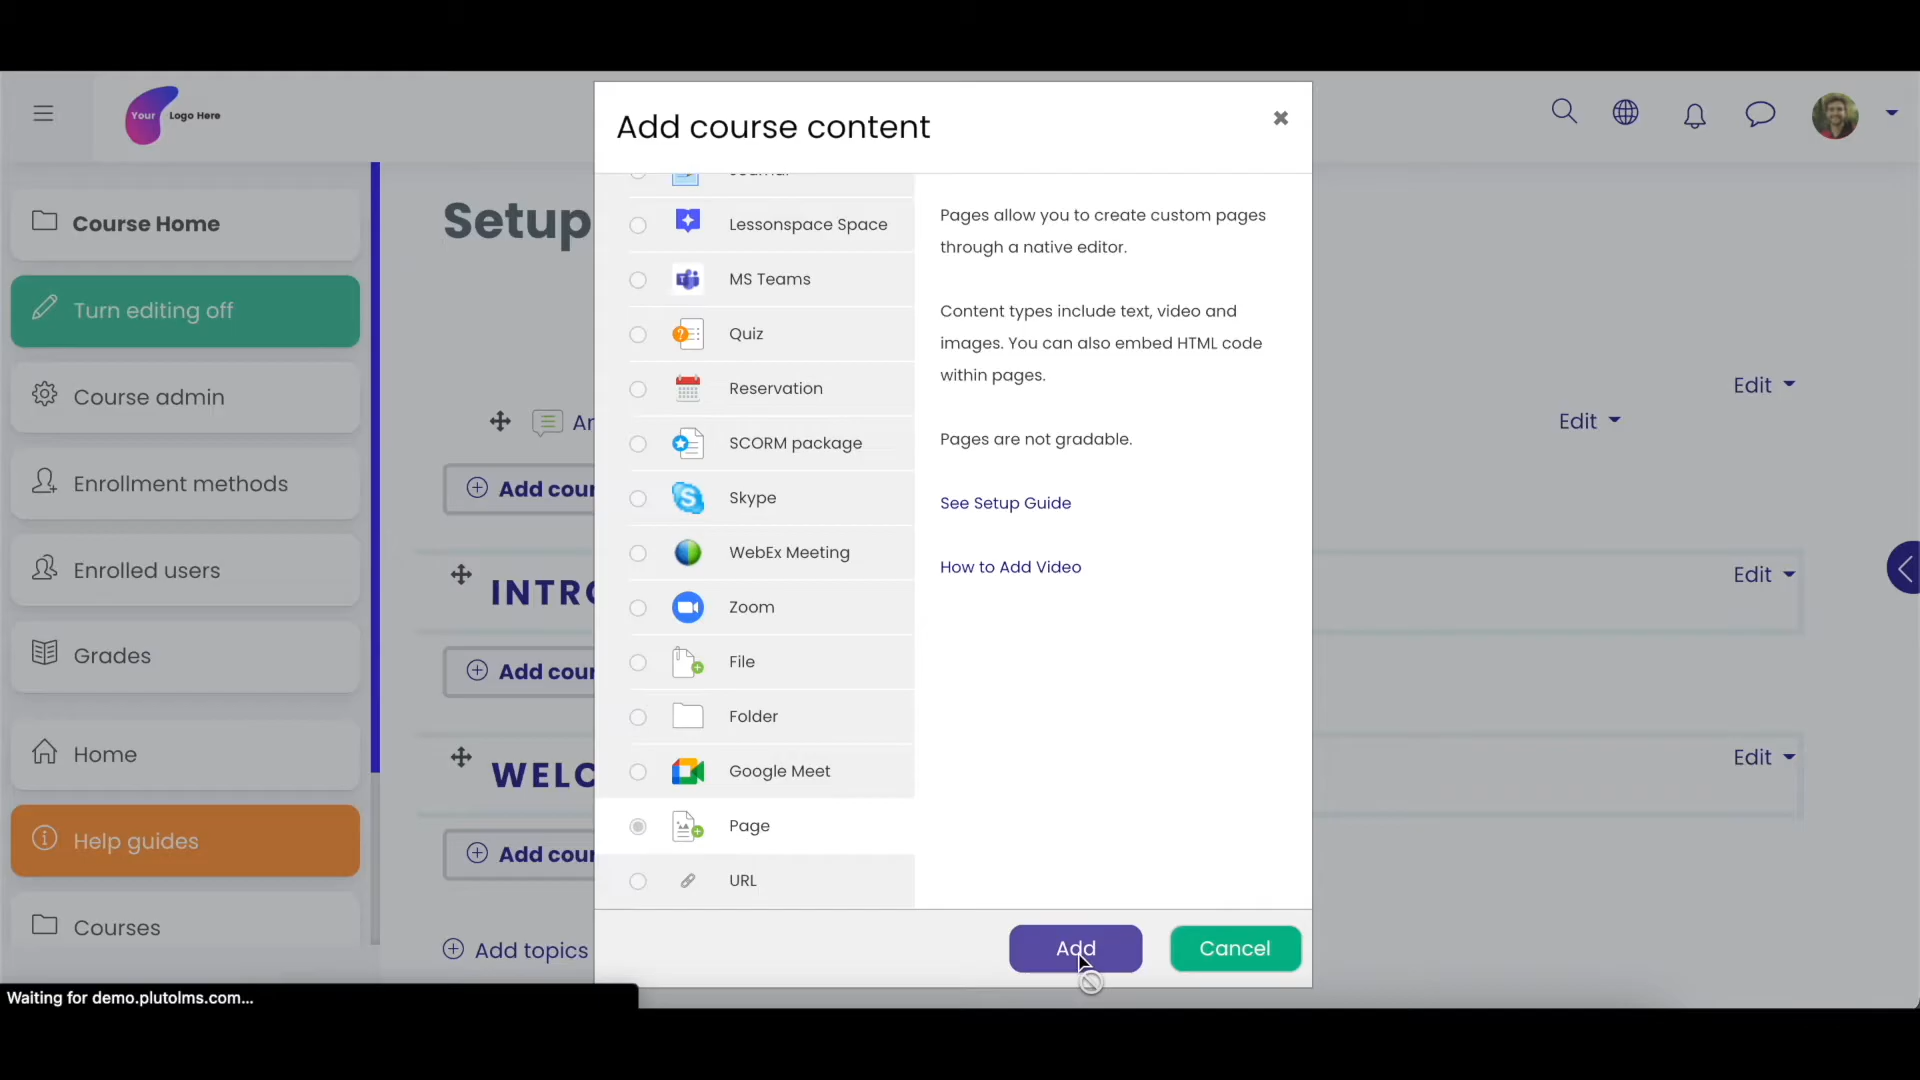 Your Logo Here
Course Home
Turn editing off
Course admin
Enrollment methods
Enrolled users
Grades
Home
Help guides
Courses
Setup
Edit
Edit
Add cour
INTRO
Edit
Add cour
WELC
Edit
Add cour
Add topics
Add course content
Lessonspace Space
MS Teams
Quiz
Reservation
SCORM package
Skype
WebEx Meeting
Zoom
File
Folder
Google Meet
Page
URL
Pages allow you to create custom pages
through a native editor.
Content types include text, video and
images. You can also embed HTML code
within pages.
Pages are not gradable.
See Setup Guide
How to Add Video
Add
Cancel
Waiting for demo.plutolms.com...